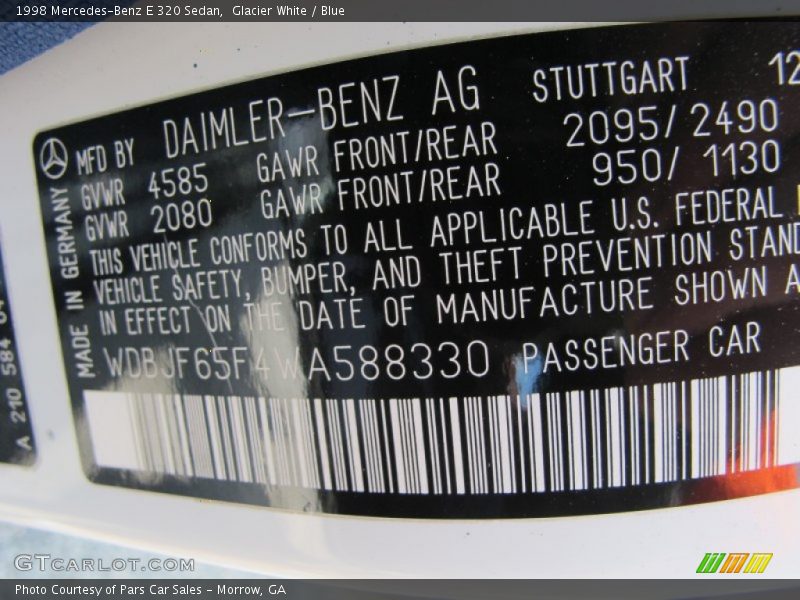 1998 Mercedes-Benz E 320 Sedan, Glacier White / Blue
MFD BY DAIMLER-BENZ AG STUTTGART 12
GVWR 4585 GAWR FRONT/REAR 2095/2490
GVWR 2080 GAWR FRONT/REAR 950/ 1130
THIS VEHICLE CONFORMS TO ALL APPLICABLE U.S. FEDERAL
VEHICLE SAFETY, BUMPER, AND THEFT PREVENTION STAND
IN EFFECT ON THE DATE OF MANUFACTURE SHOWN A
WDBJF65F4WA588330 PASSENGER CAR
MADE IN GERMANY
A 210 584
GTCARLOT.COM
Photo Courtesy of Pars Car Sales - Morrow, GA